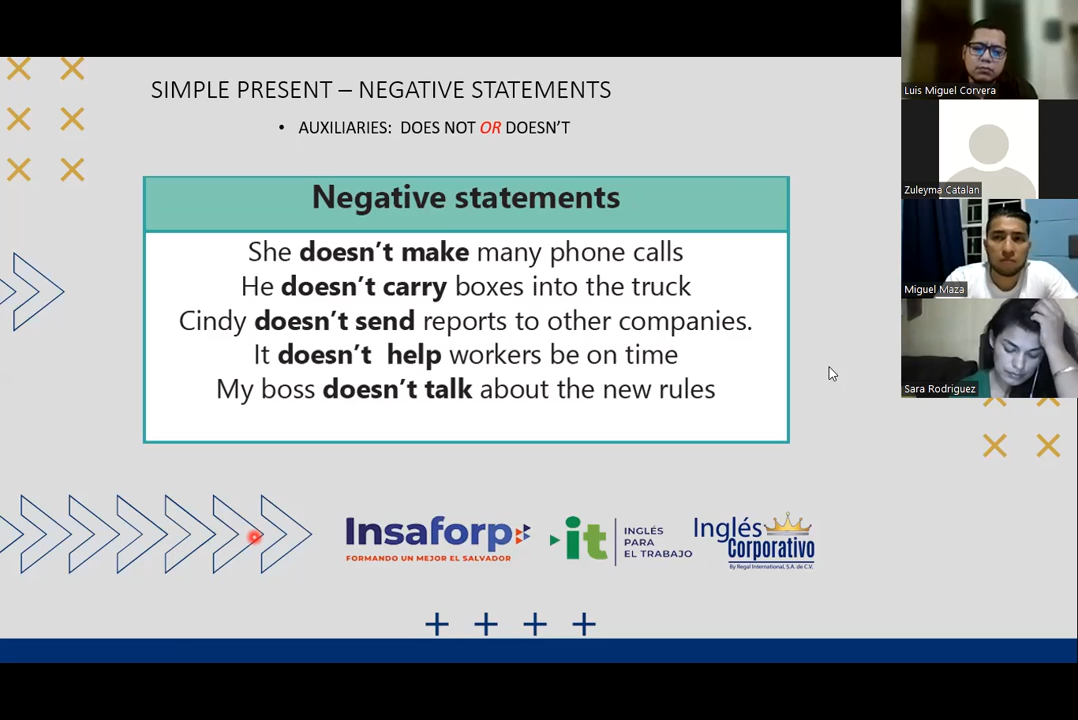 SIMPLE PRESENT – NEGATIVE STATEMENTS
• AUXILIARIES: DOES NOT OR DOESN'T
Negative statements
She doesn't make many phone calls
He doesn't carry boxes into the truck
Cindy doesn't send reports to other companies.
It doesn't help workers be on time
My boss doesn't talk about the new rules
Insaforp
FORMANDO UN MEJOR EL SALVADOR
it
INGLÉS
PARA
EL TRABAJO
Inglés
Corporativo
By Regal International, S.A. de C.V.
Luis Miguel Corvera
Zuleyma Catalan
Miguel Maza
Sara Rodriguez